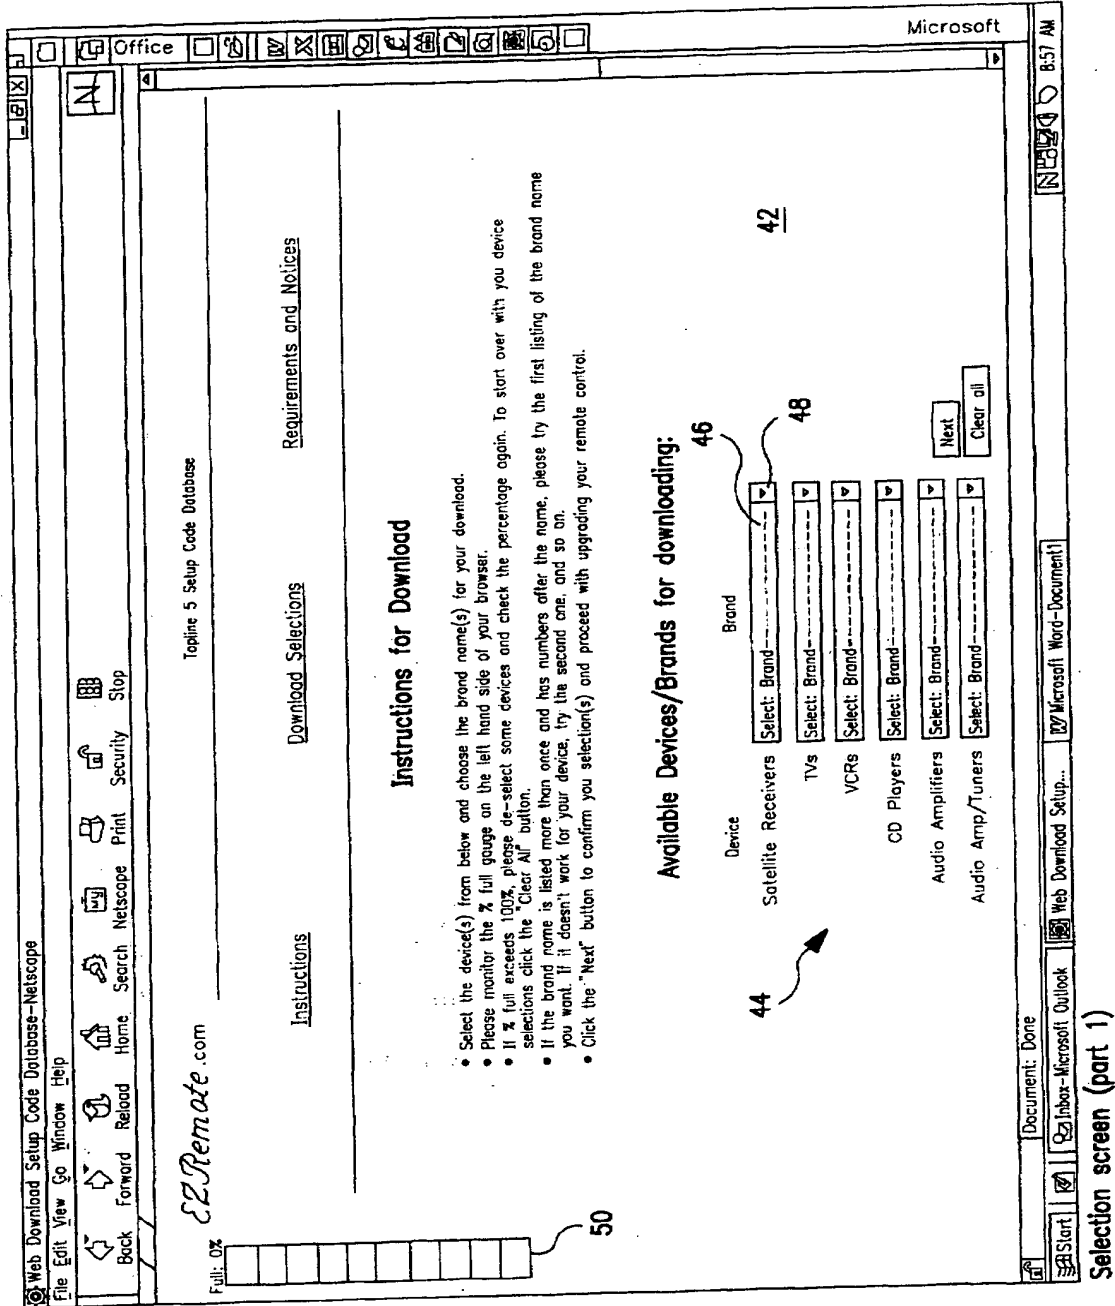 Web Download Setup Code Database-Netscape
File Edit View Go Window Help
Back Forward Reload Home Search Netscape Print Security Stop
My
N
Office
Microsoft
EZRemote.com
Topline 5 Setup Code Database
Full: 0%
Instructions Download Selections Requirements and Notices
Instructions for Download
• Select the device(s) from below and choose the brand name(s) for your download.
• Please monitor the % full gauge on the left hand side of your browser.
• If % full exceeds 100%, please de-select some devices and check the percentage again. To start over with you device
selections click the "Clear All" button.
• If the brand name is listed more than once and has numbers after the name, please try the first listing of the brand name
you want. If it doesn't work for your device, try the second one, and so on.
• Click the "Next" button to confirm you selection(s) and proceed with upgrading your remote control.
50
Available Devices/Brands for downloading:
Device Brand
46
Satellite Receivers Select: Brand--------------
48
42
TVs Select: Brand--------------
VCRs Select: Brand--------------
CD Players Select: Brand--------------
Audio Amplifiers Select: Brand--------------
Next
Audio Amp/Tuners Select: Brand--------------
Clear all
44
Document: Done
Start Inbox-Microsoft Outlook Web Download Setup... Microsoft Word-Document1 8:57 AM
Selection screen (part 1)